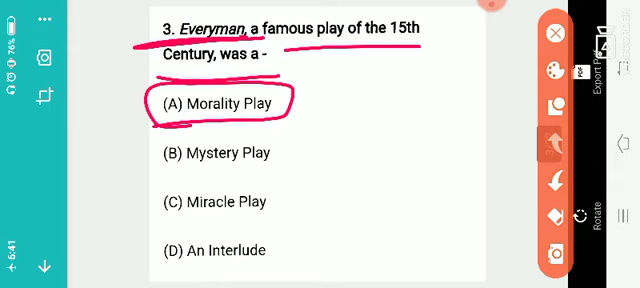 3. Everyman, a famous play of the 15th
Century, was a -
(A) Morality Play
(B) Mystery Play
(C) Miracle Play
(D) An Interlude
76%
6:41
PDF
Export
Rotate